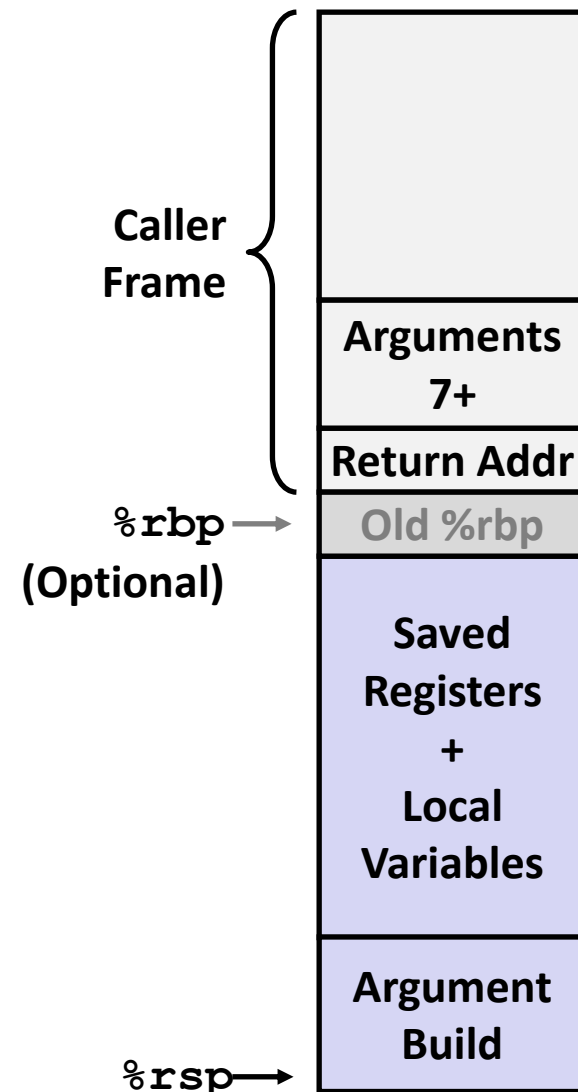 Caller
Frame
Arguments
7+
Return Addr
%rbp
(Optional)
Old %rbp
Saved
Registers
+
Local
Variables
Argument
Build
%rsp